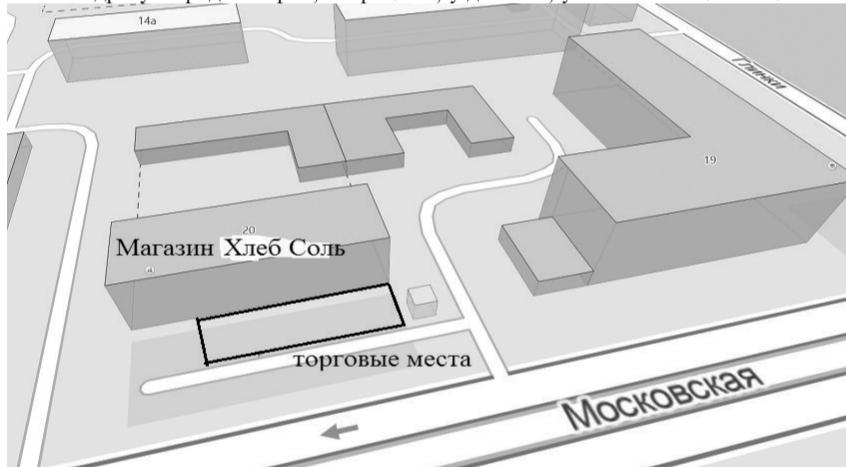 14а
Глинки
19
20
Магазин Хлеб Соль
торговые места
Московская